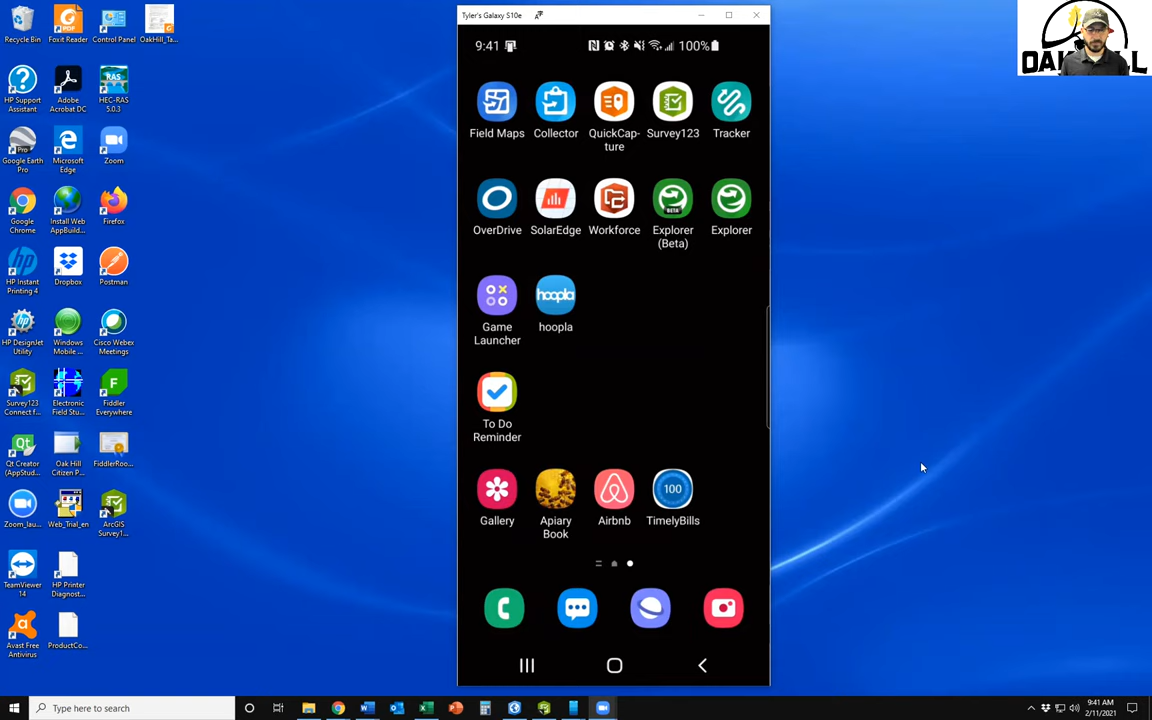 Tyler's Galaxy S10e
9:41
100%
Field Maps
Collector
QuickCap-
ture
Survey123
Tracker
OverDrive
SolarEdge
Workforce
Explorer
(Beta)
Explorer
BETA
Game
Launcher
hoopla
hoopla
To Do
Reminder
Gallery
Apiary
Book
Airbnb
100
TimelyBills
Recycle Bin
Foxit Reader
PDF
Control Panel
OakHill_Ta...
HP Support
Assistant
Adobe
Acrobat DC
RAS
HEC-RAS
5.0.3
Pro
Google Earth
Pro
Microsoft
Edge
Zoom
Google
Chrome
Install Web
AppBuild...
Firefox
HP Instant
Printing 4
Dropbox
Postman
HP DesignJet
Utility
Windows
Mobile ...
Cisco Webex
Meetings
Survey123
Connect f...
Electronic
Field Stu...
Fiddler
Everywhere
Qt Creator
(AppStud...
Oak Hill
Citizen P...
FiddlerRoo...
Zoom_lau...
Web_Trial_en
ArcGIS
Survey1...
TeamViewer
14
HP Printer
Diagnost...
Avast Free
Antivirus
ProductCo...
Type here to search
9:41 AM
2/11/2021